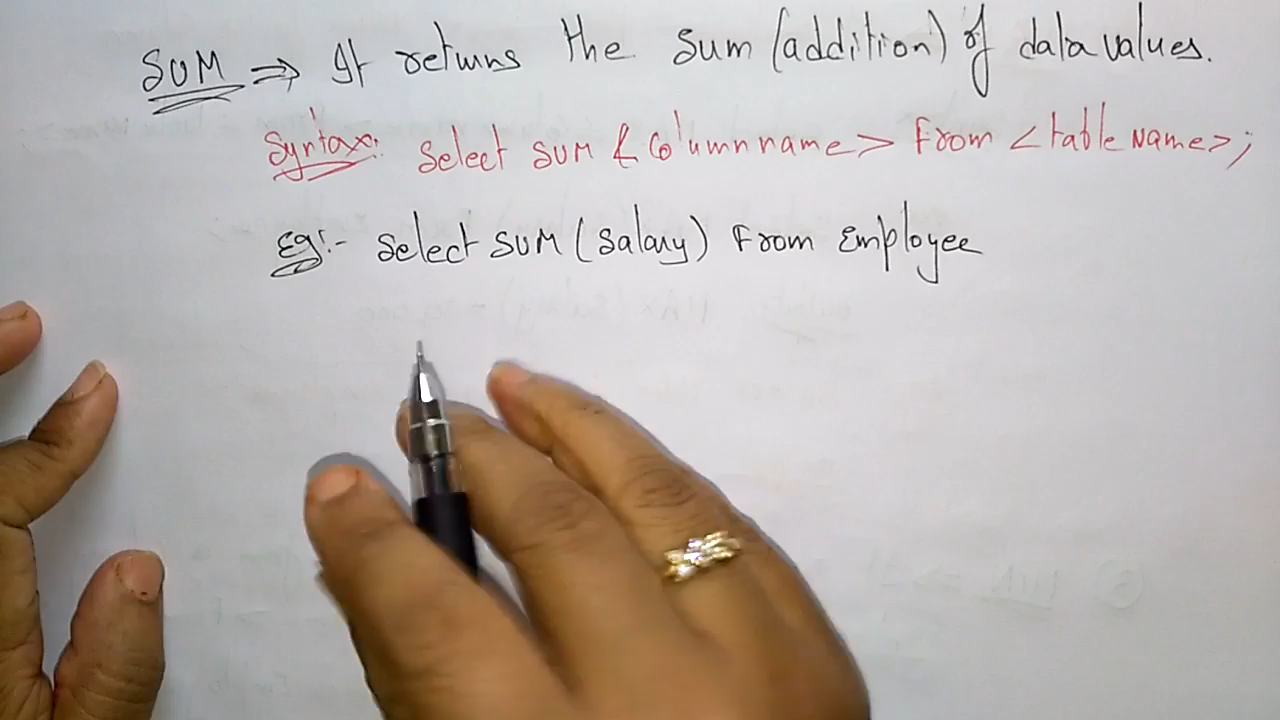 SUM ⇒ It returns the sum (addition) of data values.
Syntax: Select SUM < Columnname > From <table Name>;
Eg:- Select SUM (Salary) From Employee